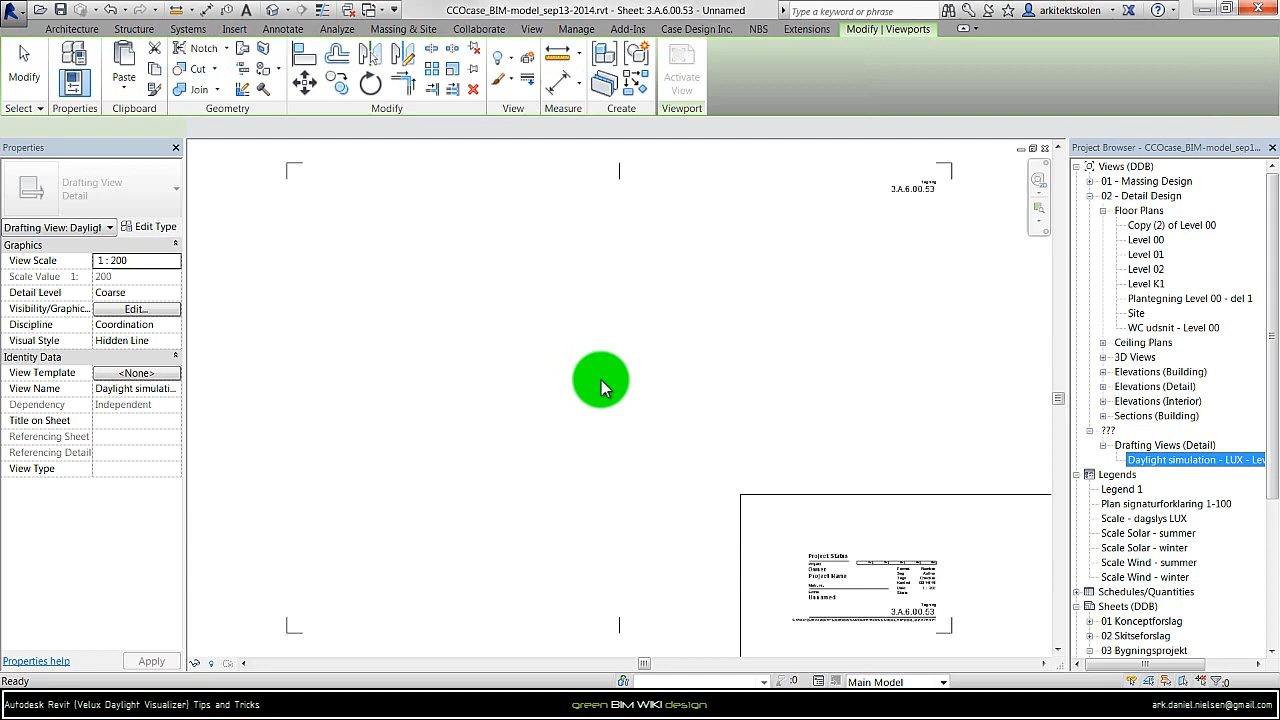 CCOcase_BIM-model_sep13-2014.rvt - Sheet: 3.A.6.00.53 - Unnamed
Type a keyword or phrase
arkitektskolen
Architecture Structure Systems Insert Annotate Analyze Massing & Site Collaborate View Manage Add-Ins Case Design Inc. NBS Extensions Modify | Viewports
Modify
Paste
Notch
Cut
Join
Activate
View
Select Properties Clipboard Geometry Modify View Measure Create Viewport
Properties
Drafting View
Detail
Drafting View: Daylighl
Edit Type
Graphics
View Scale 1 : 200
Scale Value 1: 200
Detail Level Coarse
Visibility/Graphic... Edit...
Discipline Coordination
Visual Style Hidden Line
Identity Data
View Template <None>
View Name Daylight simulati...
Dependency Independent
Title on Sheet
Referencing Sheet
Referencing Detail
View Type
Properties help
Apply
3.A.6.00.53
Project Status
Owner
Project Name
Unnamed
3.A.6.00.53
Project Browser - CCOcase_BIM-model_sep1...
Views (DDB)
01 - Massing Design
02 - Detail Design
Floor Plans
Copy (2) of Level 00
Level 00
Level 01
Level 02
Level K1
Plantegning Level 00 - del 1
Site
WC udsnit - Level 00
Ceiling Plans
3D Views
Elevations (Building)
Elevations (Detail)
Elevations (Interior)
Sections (Building)
???
Drafting Views (Detail)
Daylight simulation - LUX - Lev
Legends
Legend 1
Plan signaturforklaring 1-100
Scale - dagslys LUX
Scale Solar - summer
Scale Solar - winter
Scale Wind - summer
Scale Wind - winter
Schedules/Quantities
Sheets (DDB)
01 Konceptforslag
02 Skitseforslag
03 Bygningsprojekt
Ready
:0
Main Model
:0
Autodesk Revit (Velux Daylight Visualizer) Tips and Tricks
green BIM WIKI design
ark.daniel.nielsen@gmail.com